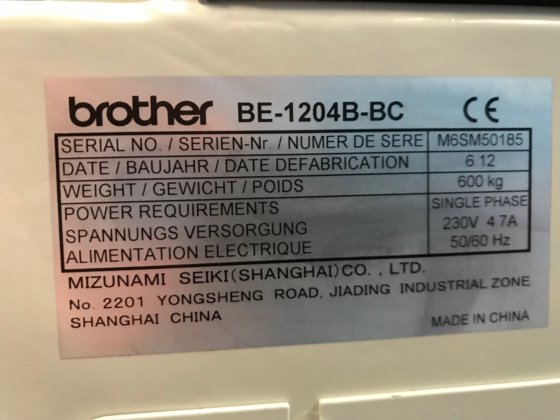 brother BE-1204B-BC CE
SERIAL NO. / SERIEN-Nr. / NUMER DE SERE M6SM50185
DATE / BAUJAHR / DATE DEFABRICATION 6.12
WEIGHT / GEWICHT / POIDS 600 kg
POWER REQUIREMENTS SINGLE PHASE
SPANNUNGS VERSORGUNG 230V 4.7A
ALIMENTATION ELECTRIQUE 50/60 Hz
MIZUNAMI SEIKI(SHANGHAI)CO., LTD.
No. 2201 YONGSHENG ROAD, JIADING INDUSTRIAL ZONE
SHANGHAI CHINA MADE IN CHINA